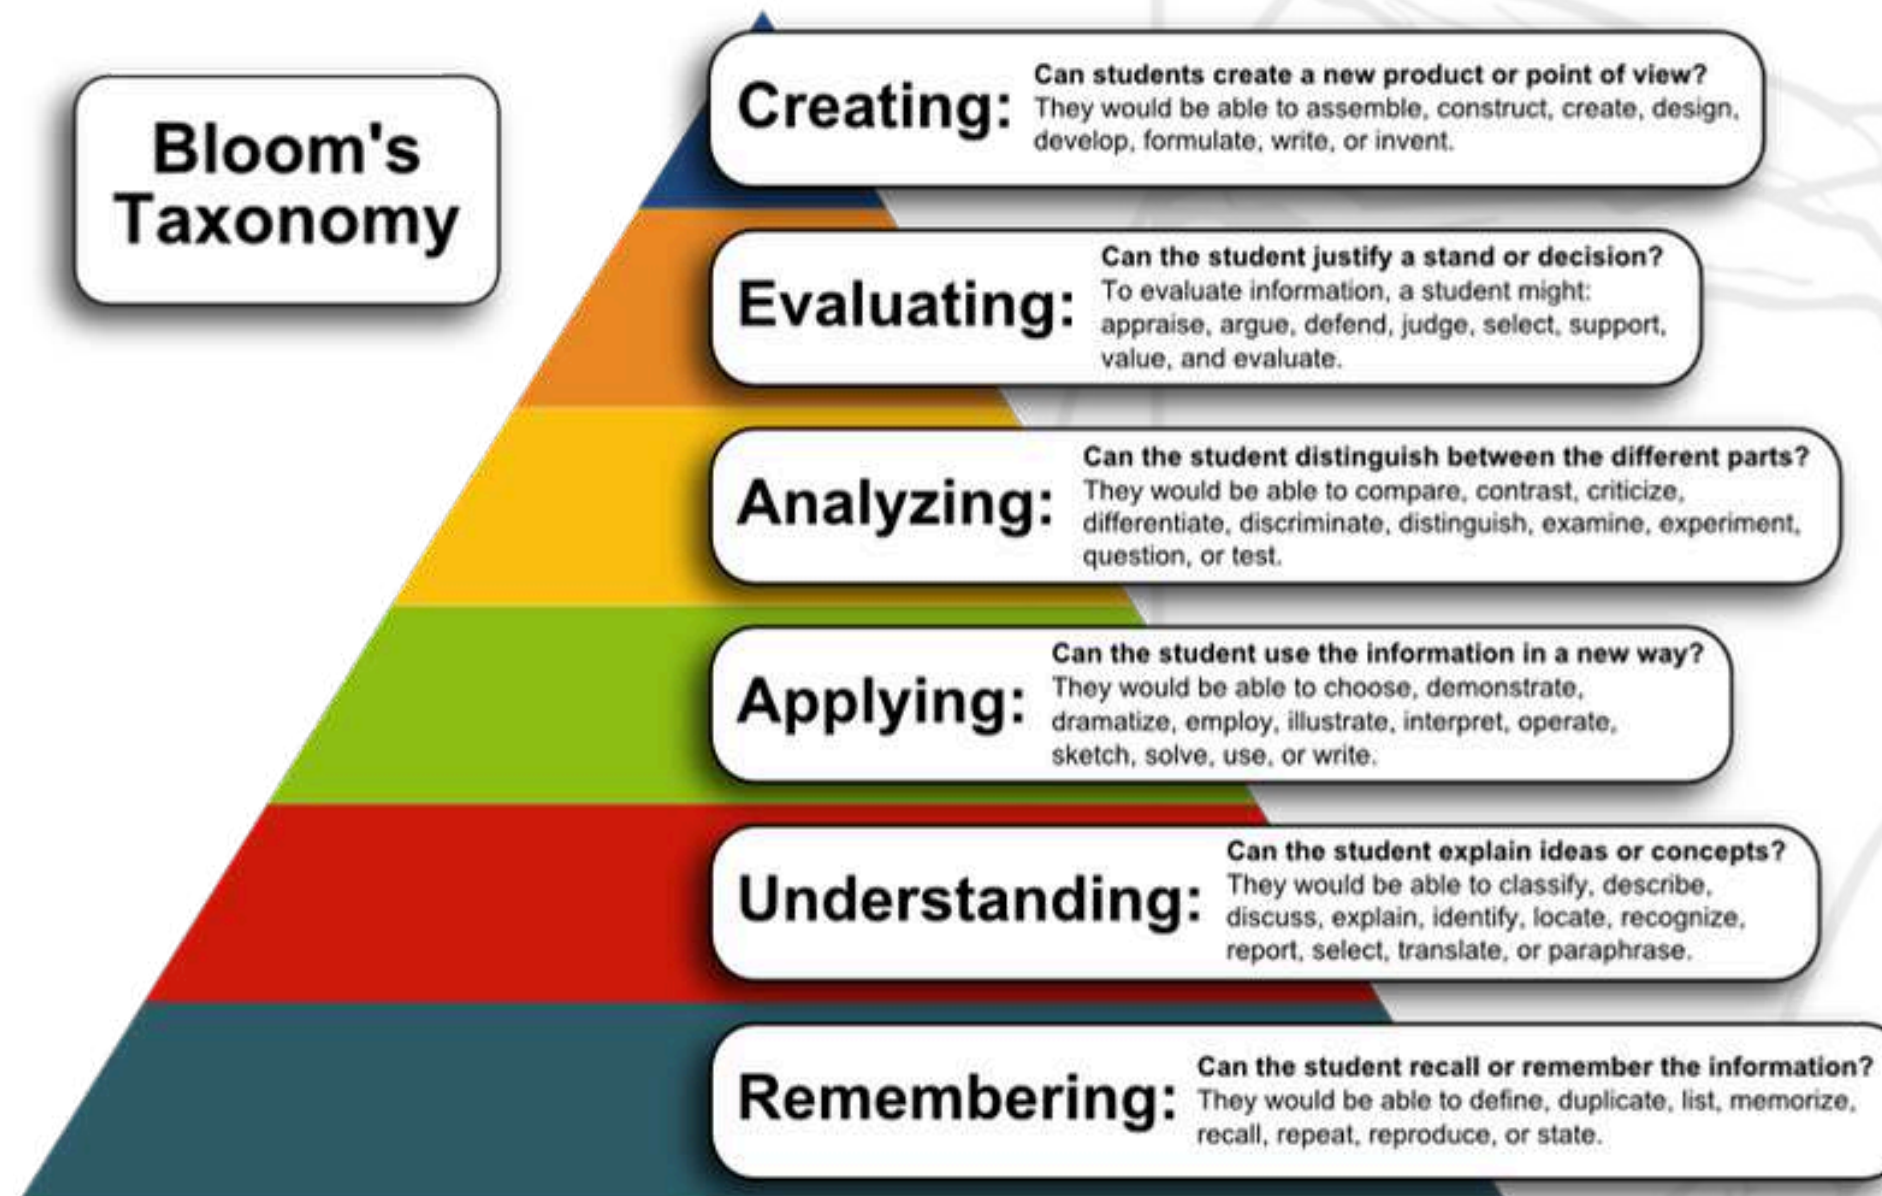 Bloom's
Taxonomy
Creating:
Can students create a new product or point of view?
They would be able to assemble, construct, create, design,
develop, formulate, write, or invent.
Evaluating:
Can the student justify a stand or decision?
To evaluate information, a student might:
appraise, argue, defend, judge, select, support,
value, and evaluate.
Analyzing:
Can the student distinguish between the different parts?
They would be able to compare, contrast, criticize,
differentiate, discriminate, distinguish, examine, experiment,
question, or test.
Applying:
Can the student use the information in a new way?
They would be able to choose, demonstrate,
dramatize, employ, illustrate, interpret, operate,
sketch, solve, use, or write.
Understanding:
Can the student explain ideas or concepts?
They would be able to classify, describe,
discuss, explain, identify, locate, recognize,
report, select, translate, or paraphrase.
Remembering:
Can the student recall or remember the information?
They would be able to define, duplicate, list, memorize,
recall, repeat, reproduce, or state.